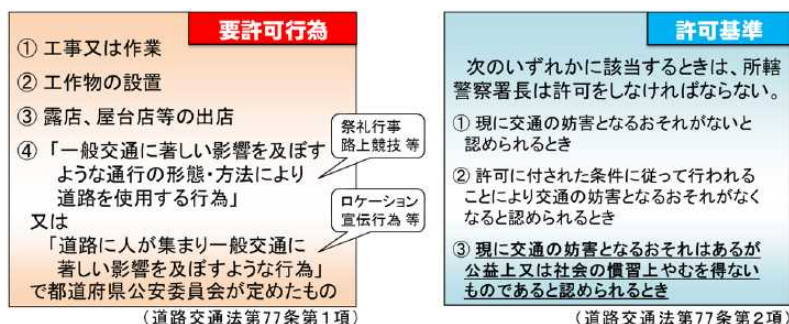 要許可行為
① 工事又は作業
② 工作物の設置
③ 露店、屋台店等の出店
④ 「一般交通に著しい影響を及ぼす
ような通行の形態・方法により
道路を使用する行為」
祭礼行事
路上競技 等
又は
「道路に人が集まり一般交通に
著しい影響を及ぼすような行為」
で都道府県公安委員会が定めたもの
ロケーション
宣伝行為 等
(道路交通法第77条第1項)
許可基準
次のいずれかに該当するときは、所轄
警察署長は許可をしなければならない。
① 現に交通の妨害となるおそれがないと
認められるとき
② 許可に付された条件に従って行われる
ことにより交通の妨害となるおそれがなく
なると認められるとき
③ 現に交通の妨害となるおそれはあるが
公益上又は社会の慣習上やむを得ない
ものであると認められるとき
(道路交通法第77条第2項)